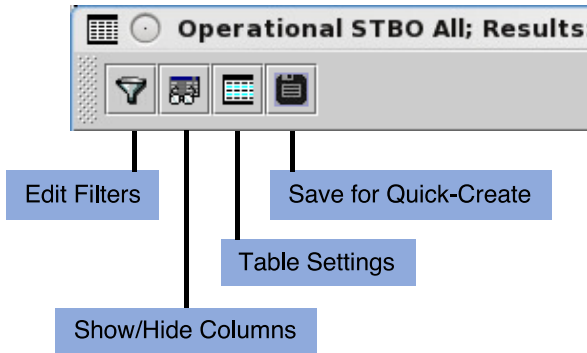 Operational STBO All; Results
Edit Filters
Save for Quick-Create
Table Settings
Show/Hide Columns